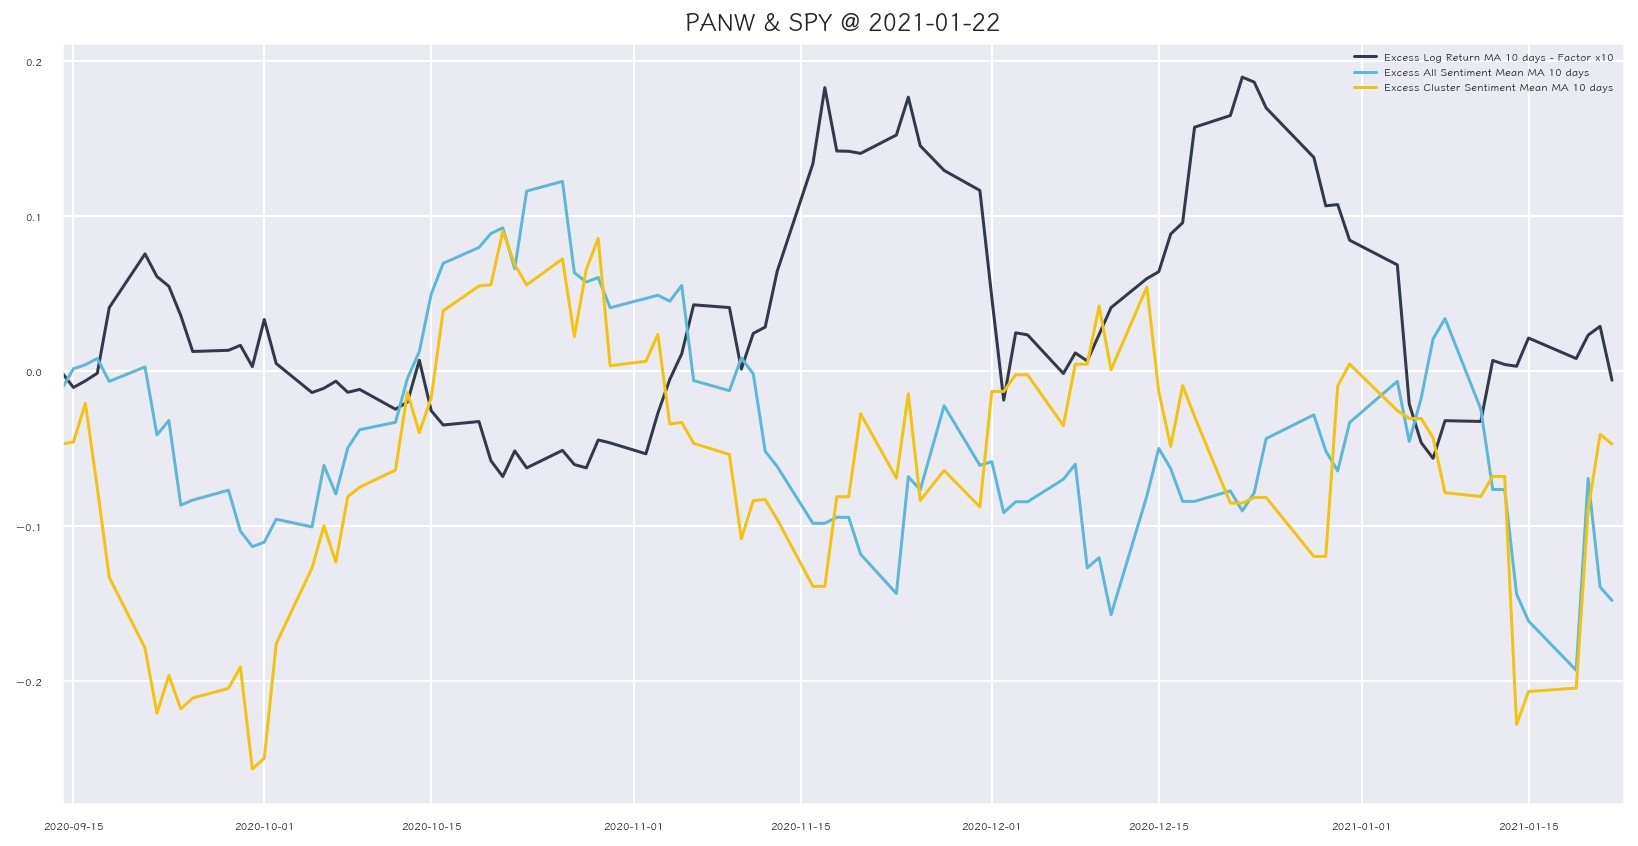 PANW & SPY @ 2021-01-22
Excess Log Return MA 10 days - Factor x10
Excess All Sentiment Mean MA 10 days
Excess Cluster Sentiment Mean MA 10 days
0.2
0.1
0.0
−0.1
−0.2
2020-09-15 2020-10-01 2020-10-15 2020-11-01 2020-11-15 2020-12-01 2020-12-15 2021-01-01 2021-01-15